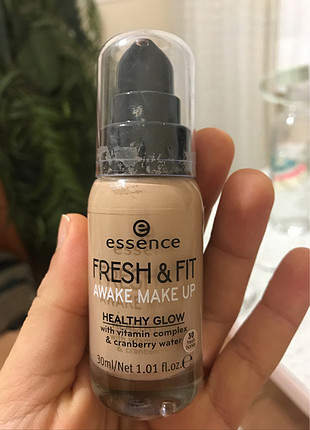 essence
FRESH & FIT
AWAKE MAKE UP
HEALTHY GLOW
with vitamin complex
& cranberry water
30
30ml/Net 1.01 fl.oz.℮